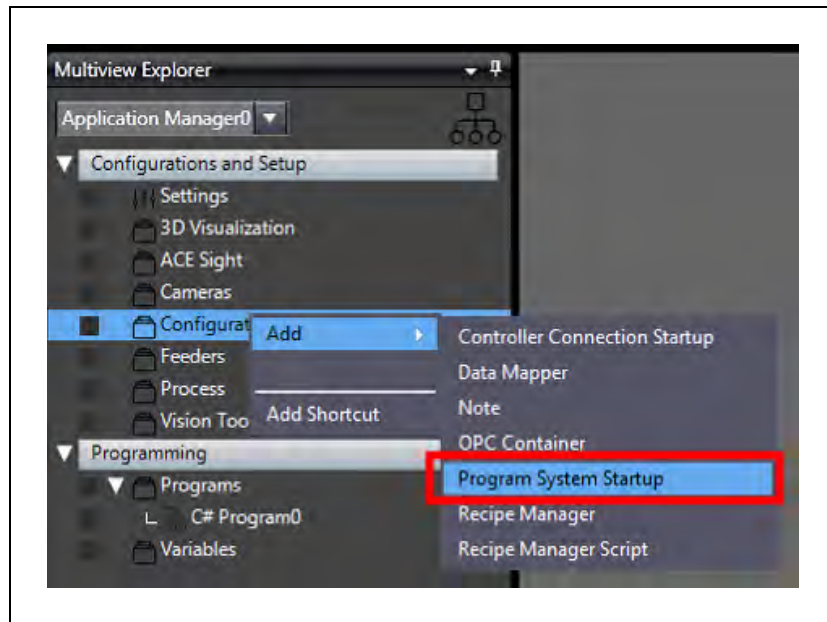 Multiview Explorer
Application Manager0
Configurations and Setup
Settings
3D Visualization
ACE Sight
Cameras
Configurat
Feeders
Process
Vision Too
Add
Add Shortcut
Controller Connection Startup
Data Mapper
Note
OPC Container
Program System Startup
Recipe Manager
Recipe Manager Script
Programming
Programs
C# Program0
Variables